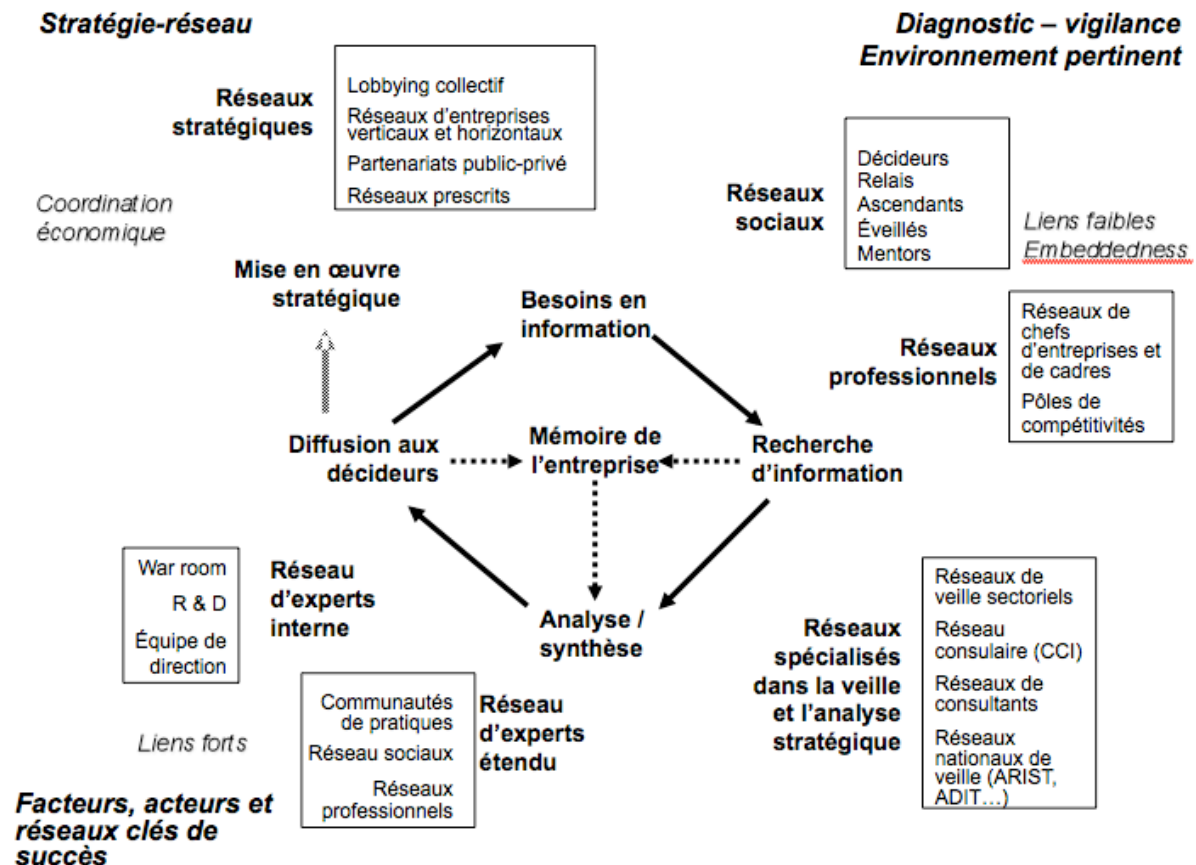 Stratégie-réseau
Diagnostic – vigilance
Environnement pertinent
Réseaux
stratégiques
Lobbying collectif
Réseaux d'entreprises
verticaux et horizontaux
Partenariats public-privé
Réseaux prescrits
Coordination
économique
Réseaux
sociaux
Décideurs
Relais
Ascendants
Éveillés
Mentors
Liens faibles
Embeddedness
Mise en œuvre
stratégique
Besoins en
information
Réseaux
professionnels
Réseaux de
chefs
d'entreprises et
de cadres
Pôles de
compétitivités
Diffusion aux
décideurs
Mémoire de
l'entreprise
Recherche
d'information
War room
R & D
Équipe de
direction
Réseau
d'experts
interne
Analyse /
synthèse
Réseaux
spécialisés
dans la veille
et l'analyse
stratégique
Réseaux de
veille sectoriels
Réseau
consulaire (CCI)
Réseaux de
consultants
Réseaux
nationaux de
veille (ARIST,
ADIT…)
Liens forts
Communautés
de pratiques
Réseau sociaux
Réseaux
professionnels
Réseau
d'experts
étendu
Facteurs, acteurs et
réseaux clés de
succès